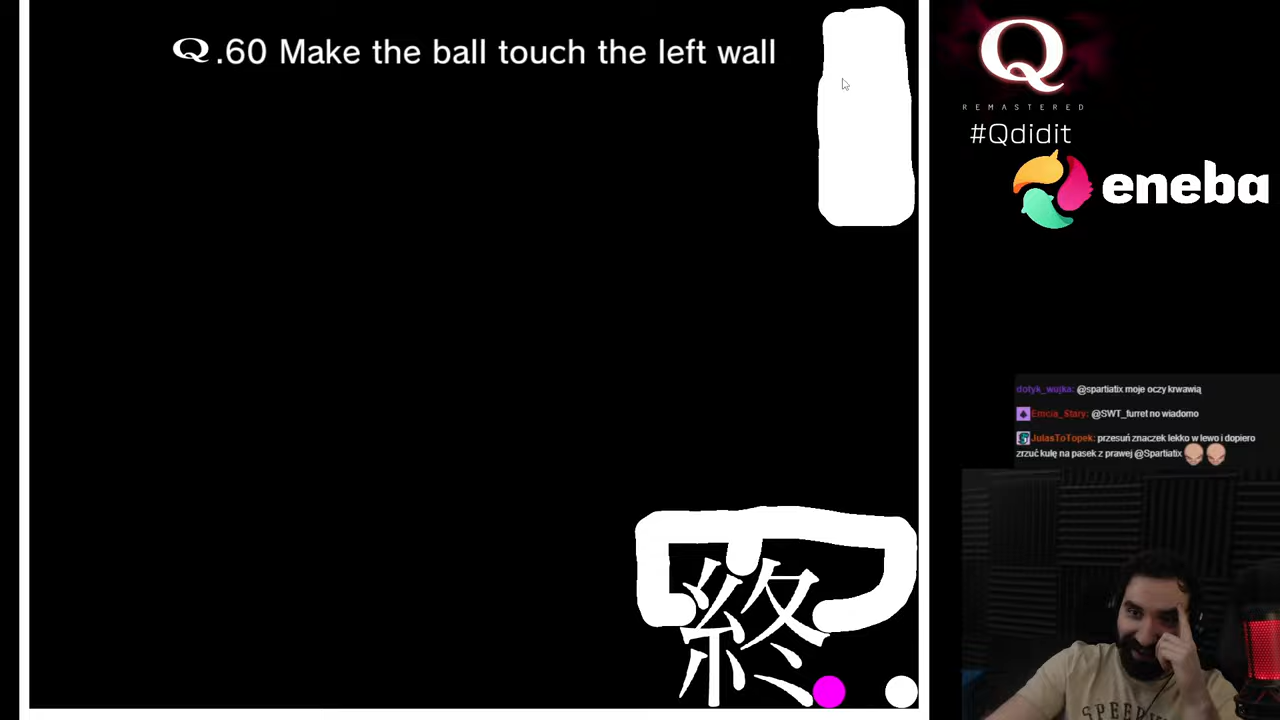 Q.60 Make the ball touch the left wall
Q
REMASTERED
#Qdidit
eneba
dotyk_wujka: @spartiatix moje oczy krwawią
Emcia_Stary: @SWT_furret no wiadomo
JulasToTopek: przesuń znaczek lekko w lewo i dopiero
zrzuć kulę na pasek z prawej @Spartiatix
終